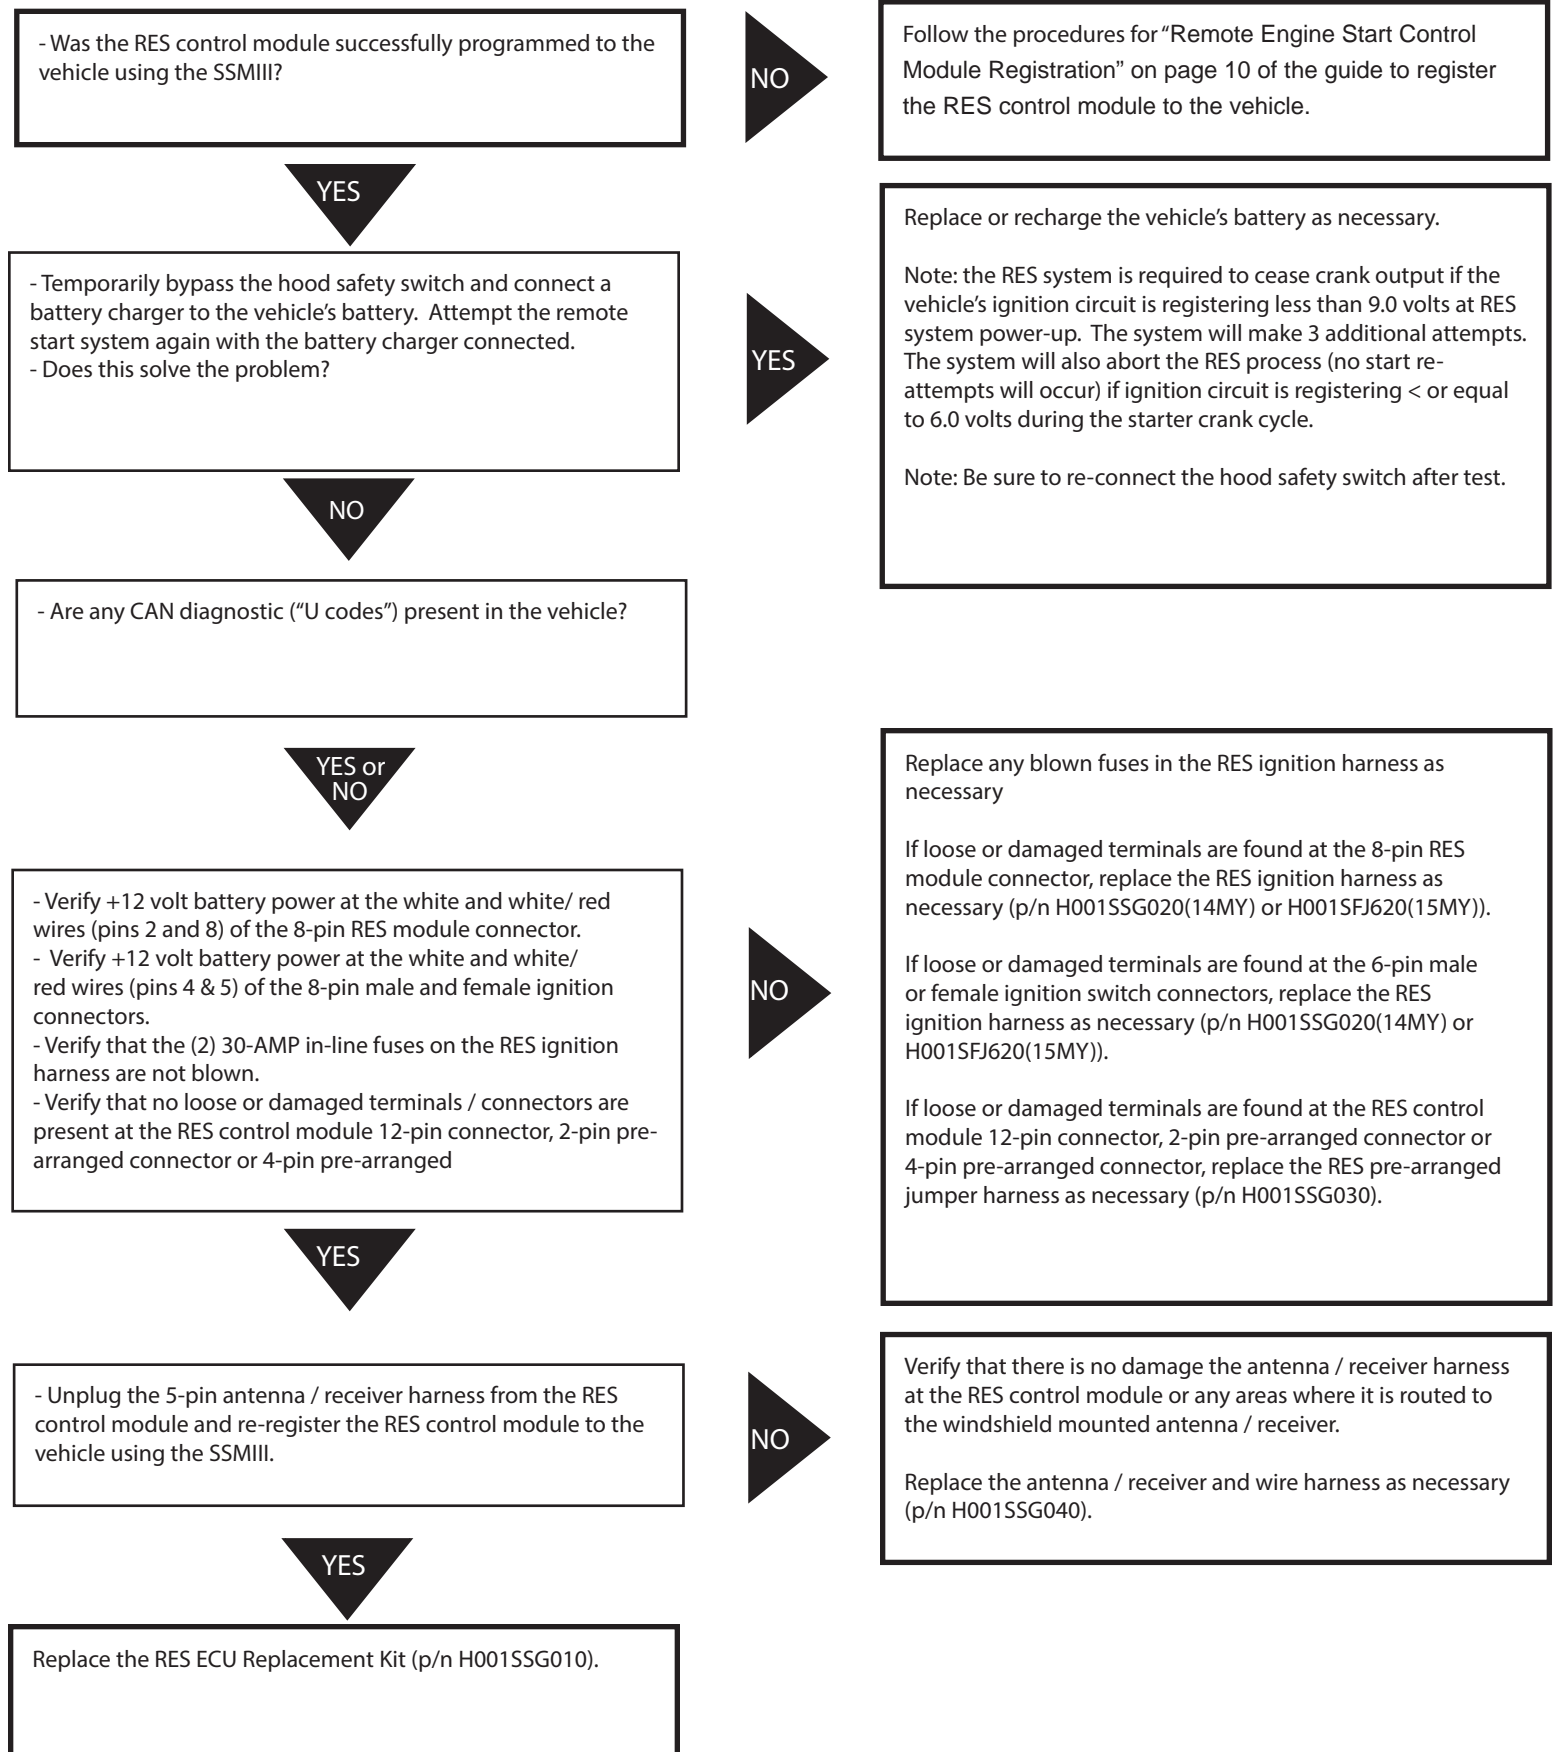 - Was the RES control module successfully programmed to the
vehicle using the SSMIII?
NO
Follow the procedures for “Remote Engine Start Control
Module Registration” on page 10 of the guide to register
the RES control module to the vehicle.
YES
- Temporarily bypass the hood safety switch and connect a
battery charger to the vehicle’s battery.  Attempt the remote
start system again with the battery charger connected.
- Does this solve the problem?
YES
Replace or recharge the vehicle’s battery as necessary.
Note: the RES system is required to cease crank output if the
vehicle’s ignition circuit is registering less than 9.0 volts at RES
system power-up.  The system will make 3 additional attempts.
The system will also abort the RES process (no start re-
attempts will occur) if ignition circuit is registering < or equal
to 6.0 volts during the starter crank cycle.
Note: Be sure to re-connect the hood safety switch after test.
NO
- Are any CAN diagnostic (“U codes”) present in the vehicle?
YES or
NO
- Verify +12 volt battery power at the white and white/ red
wires (pins 2 and 8) of the 8-pin RES module connector.
-  Verify +12 volt battery power at the white and white/
red wires (pins 4 & 5) of the 8-pin male and female ignition
connectors.
- Verify that the (2) 30-AMP in-line fuses on the RES ignition
harness are not blown.
- Verify that no loose or damaged terminals / connectors are
present at the RES control module 12-pin connector, 2-pin pre-
arranged connector or 4-pin pre-arranged
NO
Replace any blown fuses in the RES ignition harness as
necessary
If loose or damaged terminals are found at the 8-pin RES
module connector, replace the RES ignition harness as
necessary (p/n H001SSG020(14MY) or H001SFJ620(15MY)).
If loose or damaged terminals are found at the 6-pin male
or female ignition switch connectors, replace the RES
ignition harness as necessary (p/n H001SSG020(14MY) or
H001SFJ620(15MY)).
If loose or damaged terminals are found at the RES control
module 12-pin connector, 2-pin pre-arranged connector or
4-pin pre-arranged connector, replace the RES pre-arranged
jumper harness as necessary (p/n H001SSG030).
YES
- Unplug the 5-pin antenna / receiver harness from the RES
control module and re-register the RES control module to the
vehicle using the SSMIII.
NO
Verify that there is no damage the antenna / receiver harness
at the RES control module or any areas where it is routed to
the windshield mounted antenna / receiver.
Replace the antenna / receiver and wire harness as necessary
(p/n H001SSG040).
YES
Replace the RES ECU Replacement Kit (p/n H001SSG010).